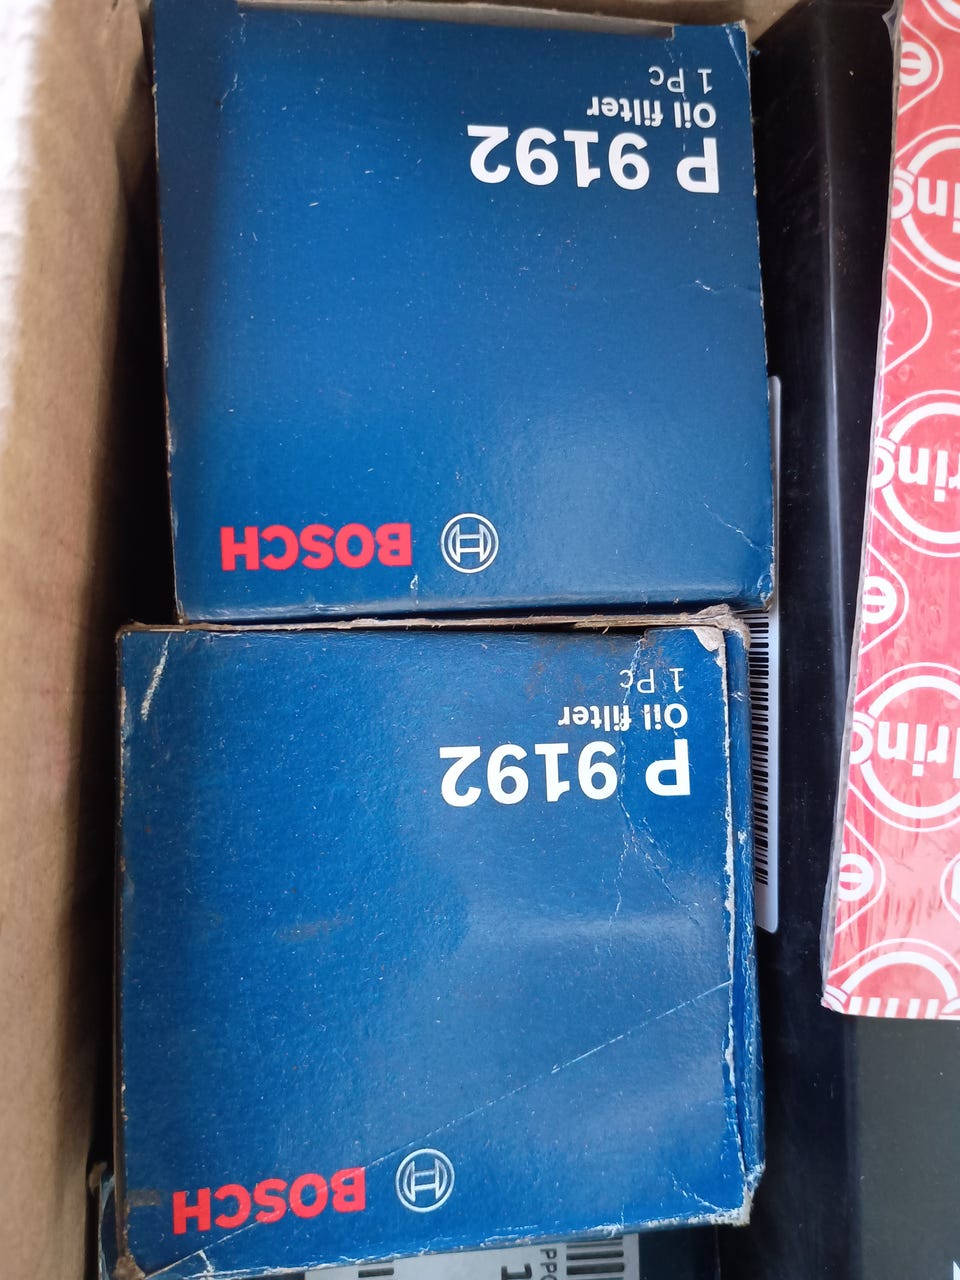 P 9192
Oil filter
1 Pc
BOSCH
P 9192
Oil filter
1 Pc
BOSCH